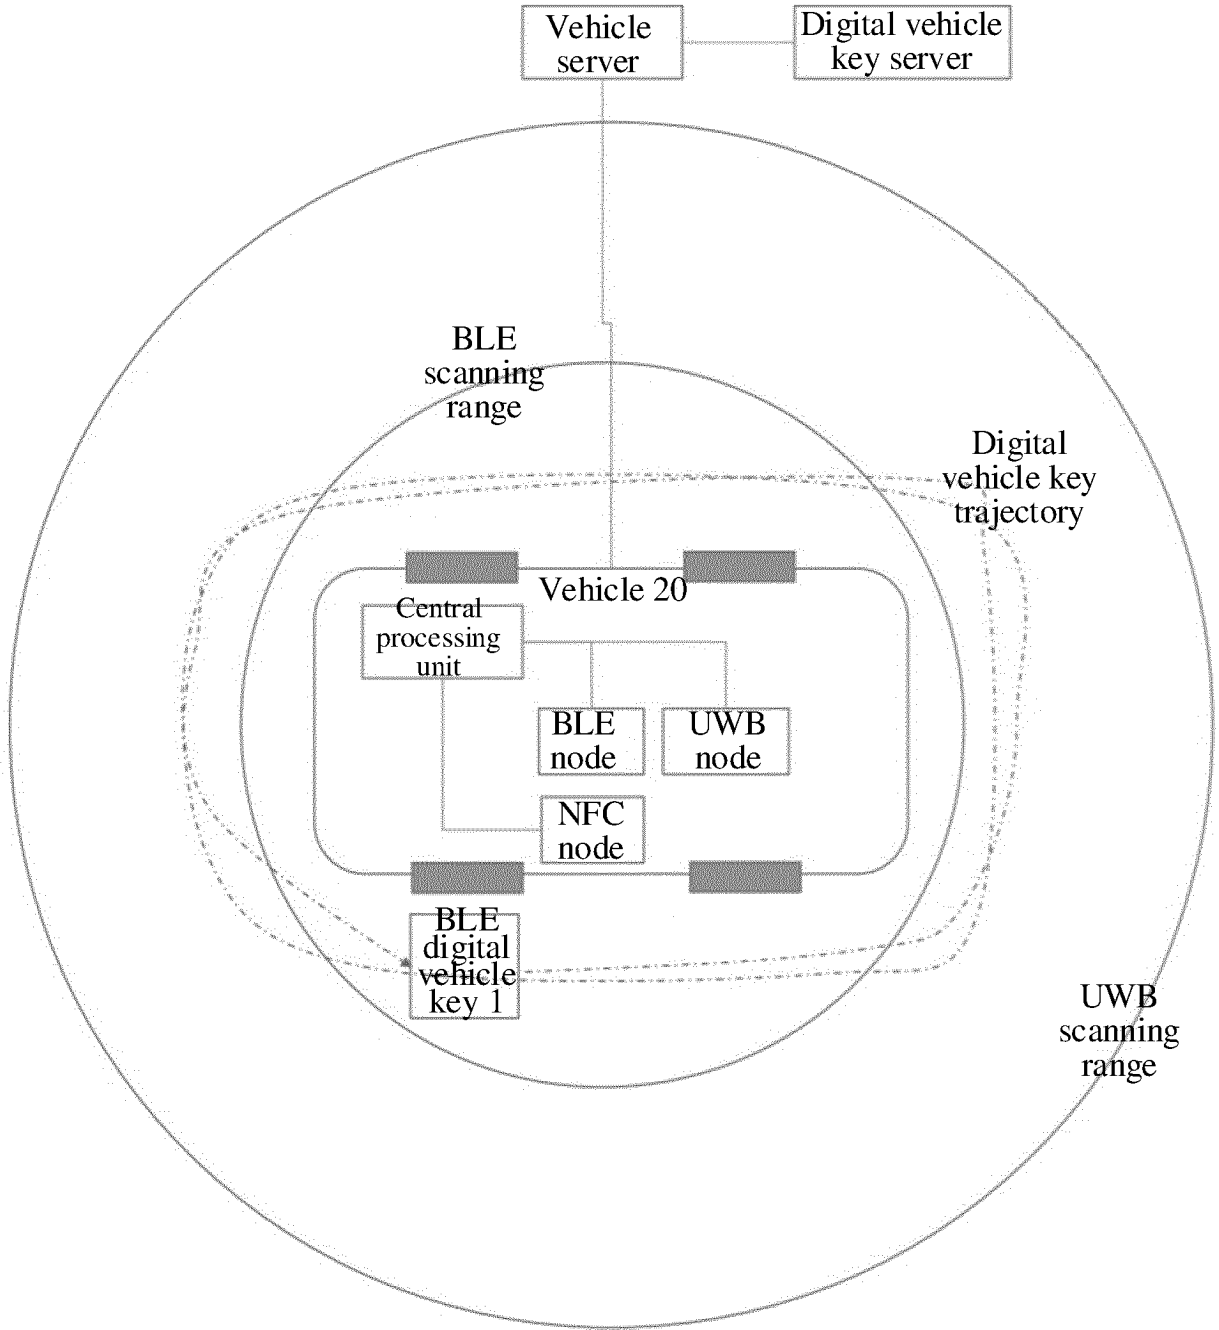 Vehicle
server
Digital vehicle
key server
BLE
scanning
range
Digital
vehicle key
trajectory
Vehicle 20
Central
processing
unit
BLE
node
UWB
node
NFC
node
BLE
digital
vehicle
key 1
UWB
scanning
range